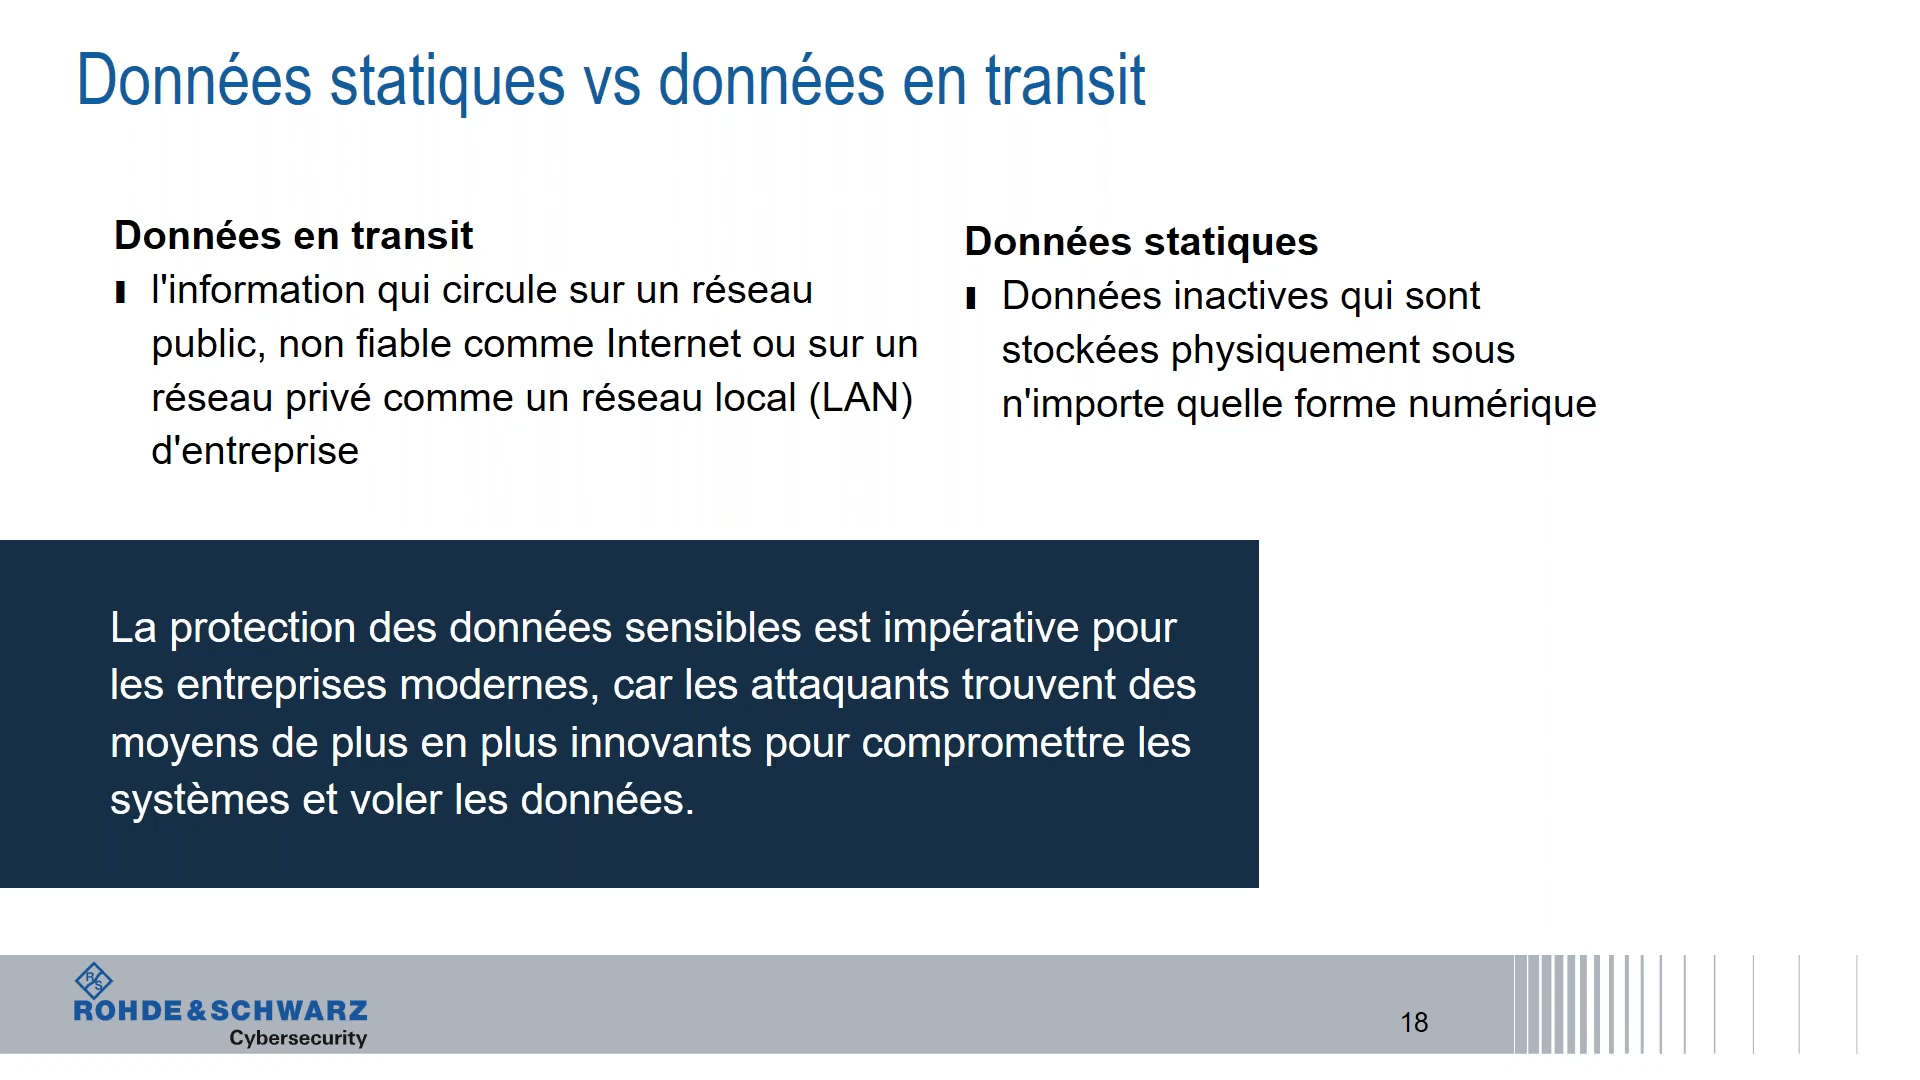 Données statiques vs données en transit
Données en transit
l'information qui circule sur un réseau
public, non fiable comme Internet ou sur un
réseau privé comme un réseau local (LAN)
d'entreprise
Données statiques
Données inactives qui sont
stockées physiquement sous
n'importe quelle forme numérique
La protection des données sensibles est impérative pour
les entreprises modernes, car les attaquants trouvent des
moyens de plus en plus innovants pour compromettre les
systèmes et voler les données.
RS
ROHDE&SCHWARZ
Cybersecurity
18